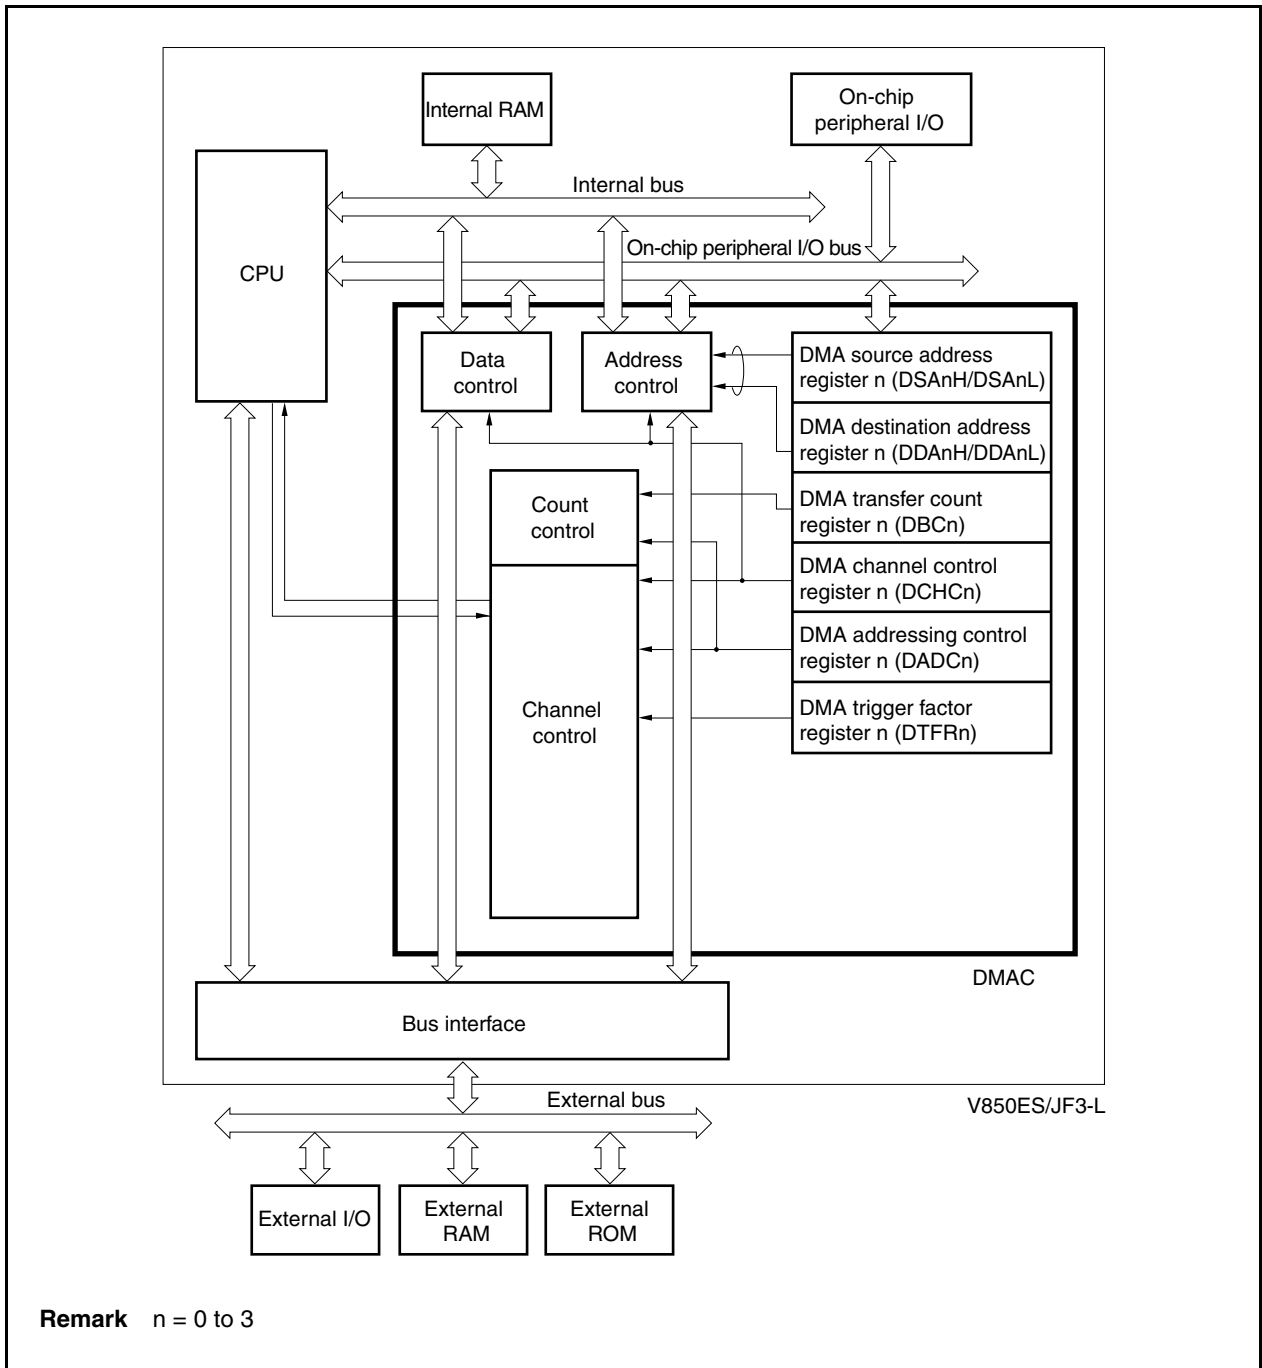 Internal RAM
On-chip
peripheral I/O
Internal bus
On-chip peripheral I/O bus
CPU
Data
control
Address
control
DMA source address
register n (DSAnH/DSAnL)
DMA destination address
register n (DDAnH/DDAnL)
Count
control
DMA transfer count
register n (DBCn)
DMA channel control
register n (DCHCn)
DMA addressing control
register n (DADCn)
Channel
control
DMA trigger factor
register n (DTFRn)
DMAC
Bus interface
External bus
V850ES/JF3-L
External I/O
External
RAM
External
ROM
Remark n = 0 to 3